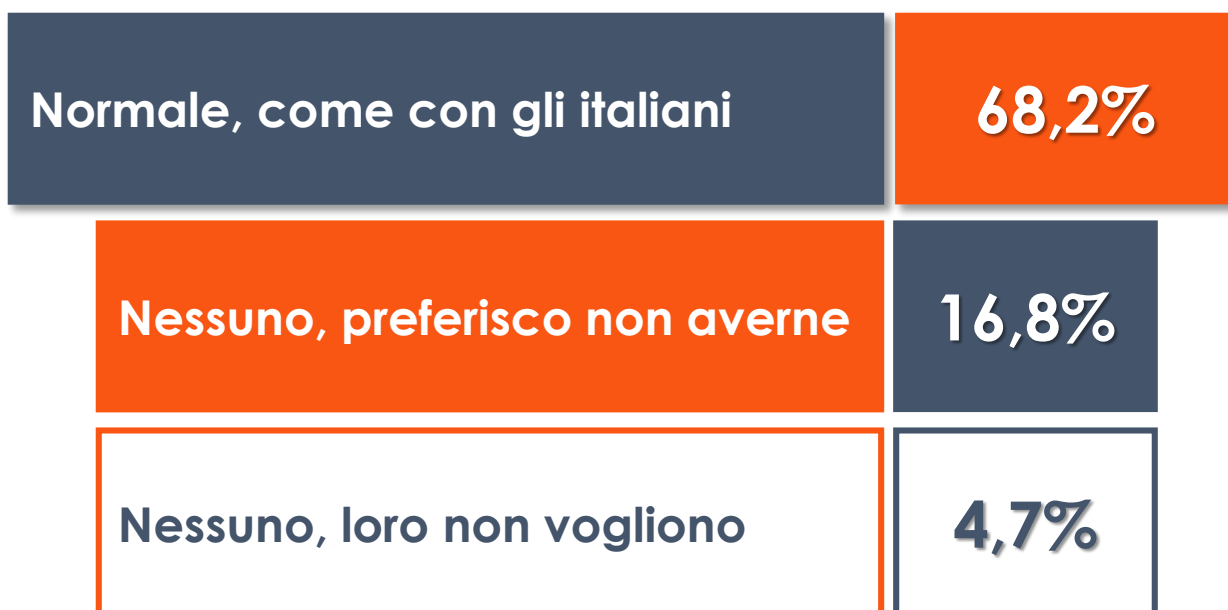 Normale, come con gli italiani 68,2%
Nessuno, preferisco non averne 16,8%
Nessuno, loro non vogliono 4,7%